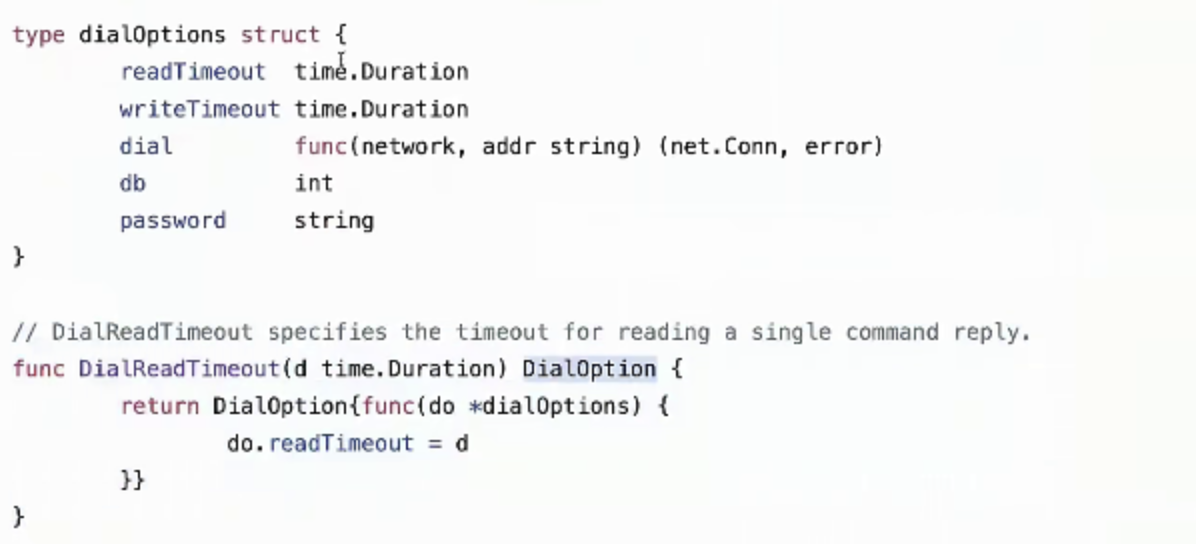 type dialOptions struct {
readTimeout time.Duration
writeTimeout time.Duration
dial func(network, addr string) (net.Conn, error)
db int
password string
}
// DialReadTimeout specifies the timeout for reading a single command reply.
func DialReadTimeout(d time.Duration) DialOption {
return DialOption{func(do *dialOptions) {
do.readTimeout = d
}}
}